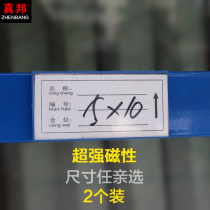 真邦
ZHENBANG
名 称:
ming cheng
编 号:
bian hao
仓 位:
cang wei
15×10 ↑
超强磁性
尺寸任亲选
2个装